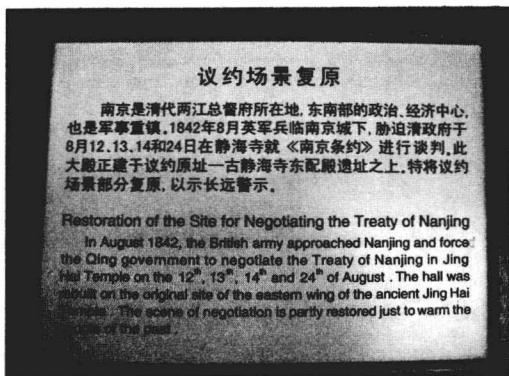 议约场景复原
南京是清代两江总督府所在地，东南部的政治、经济中心，
也是军事重镇。1842年8月英军兵临南京城下，胁迫清政府于
8月12、13、14和24日在静海寺就《南京条约》进行谈判。此
大殿正建于议约原址—古静海寺东配殿遗址之上。特将议约
场景部分复原，以示长远警示。
Restoration of the Site for Negotiating the Treaty of Nanjing
In August 1842, the British army approached Nanjing and force
the Qing government to negotiate the Treaty of Nanjing in Jing
Hai Temple on the 12th, 13th, 14th and 24th of August . The hall was
rebuilt on the original site of the eastern wing of the ancient Jing Hai
Temple . The scene of negotiation is partly restored just to warn the
of the past .